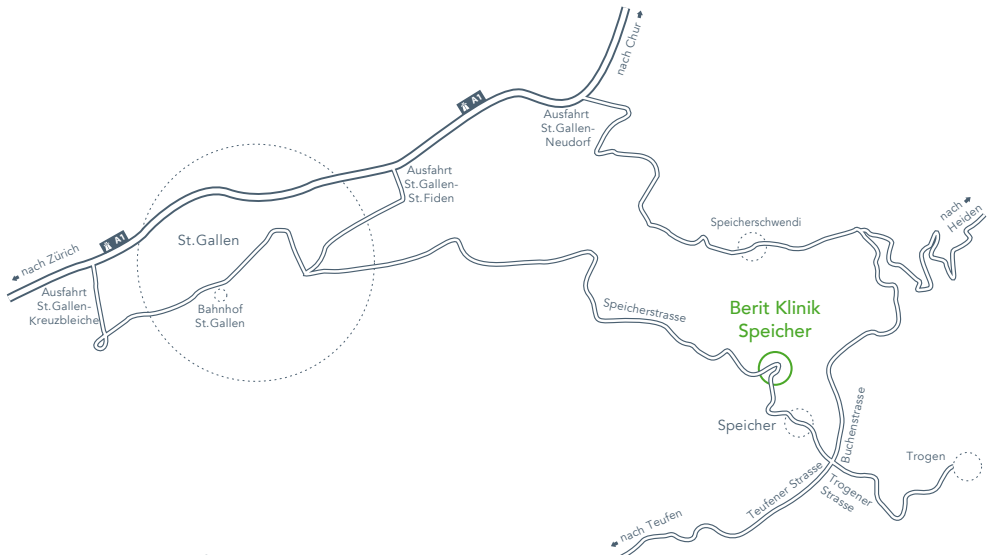 nach Chur
A1
Ausfahrt
St.Gallen-
Neudorf
Ausfahrt
St.Gallen-
St.Fiden
nach
Heiden
Speicherschwendi
A1
St.Gallen
nach Zürich
Ausfahrt
St.Gallen-
Kreuzbleiche
Bahnhof
St.Gallen
Speicherstrasse
Berit Klinik
Speicher
Buchenstrasse
Speicher
Trogen
Teufener Strasse
Trogener
Strasse
nach Teufen